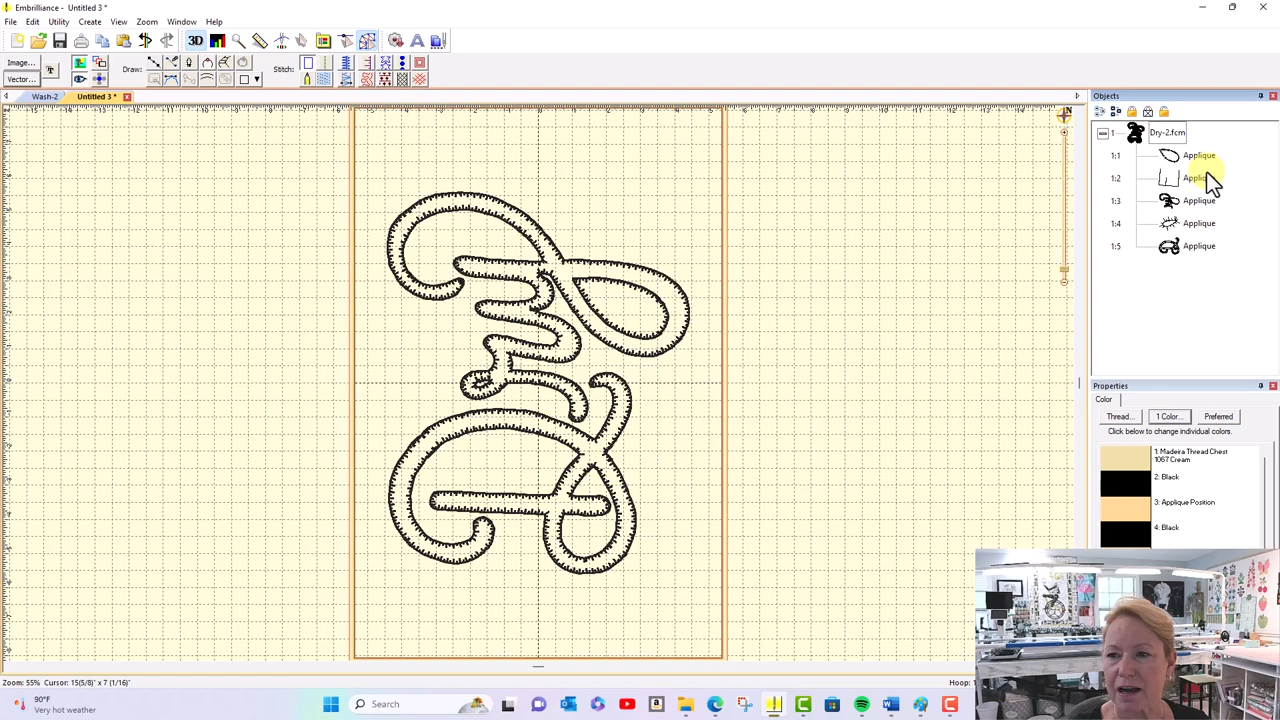 Embrilliance - Untitled 3 *
File Edit Utility Create View Zoom Window Help
3D
Image... Draw: Stitch:
Vector...
Wash-2 Untitled 3 *
Objects
1 Dry-2.fcm
1:1 Applique
1:2 Applique
1:3 Applique
1:4 Applique
1:5 Applique
Properties
Color
Thread... 1 Color... Preferred
Click below to change individual colors.
1: Madeira Thread Chest
1067 Cream
2: Black
3: Applique Position
4: Black
Zoom: 55% Cursor: 15(5/8)" x 7 (1/16)" Hoop:
90°F
Very hot weather
Search